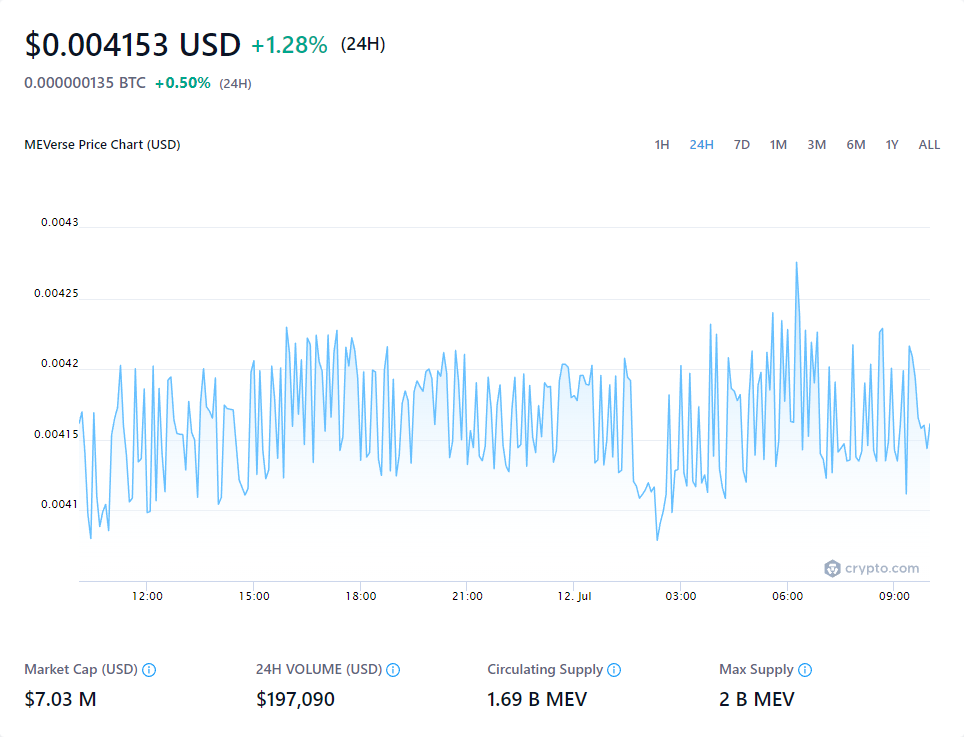 $0.004153 USD +1.28% (24H)
0.000000135 BTC +0.50% (24H)
MEVerse Price Chart (USD) 1H 24H 7D 1M 3M 6M 1Y ALL
0.0043
0.00425
0.0042
0.00415
0.0041
crypto.com
12:00 15:00 18:00 21:00 12. Jul 03:00 06:00 09:00
Market Cap (USD) 24H VOLUME (USD) Circulating Supply Max Supply
$7.03 M $197,090 1.69 B MEV 2 B MEV